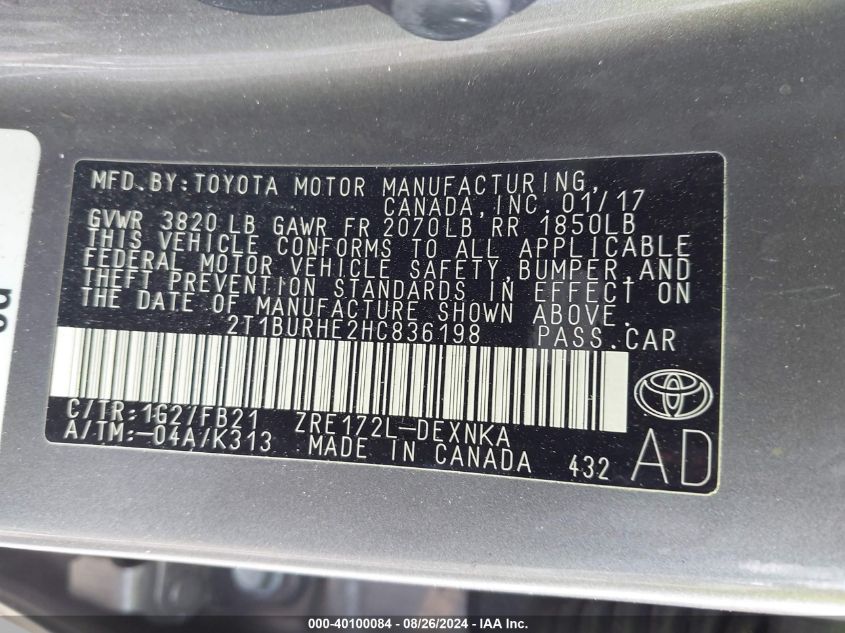 MFD.BY:TOYOTA MOTOR MANUFACTURING,
CANADA,INC. 01/17
GVWR 3820 LB GAWR FR 2070LB RR 1850LB
THIS VEHICLE CONFORMS TO ALL APPLICABLE
FEDERAL MOTOR VEHICLE SAFETY,BUMPER,AND
THEFT PREVENTION STANDARDS IN EFFECT ON
THE DATE OF MANUFACTURE SHOWN ABOVE.
2T1BURHE2HC836198 PASS.CAR
C/TR:1G27/FB21 ZRE172L-DEXNKA
A/TM:-04A/K313 MADE IN CANADA 432 AD
000-40100084 - 08/26/2024 - IAA Inc.